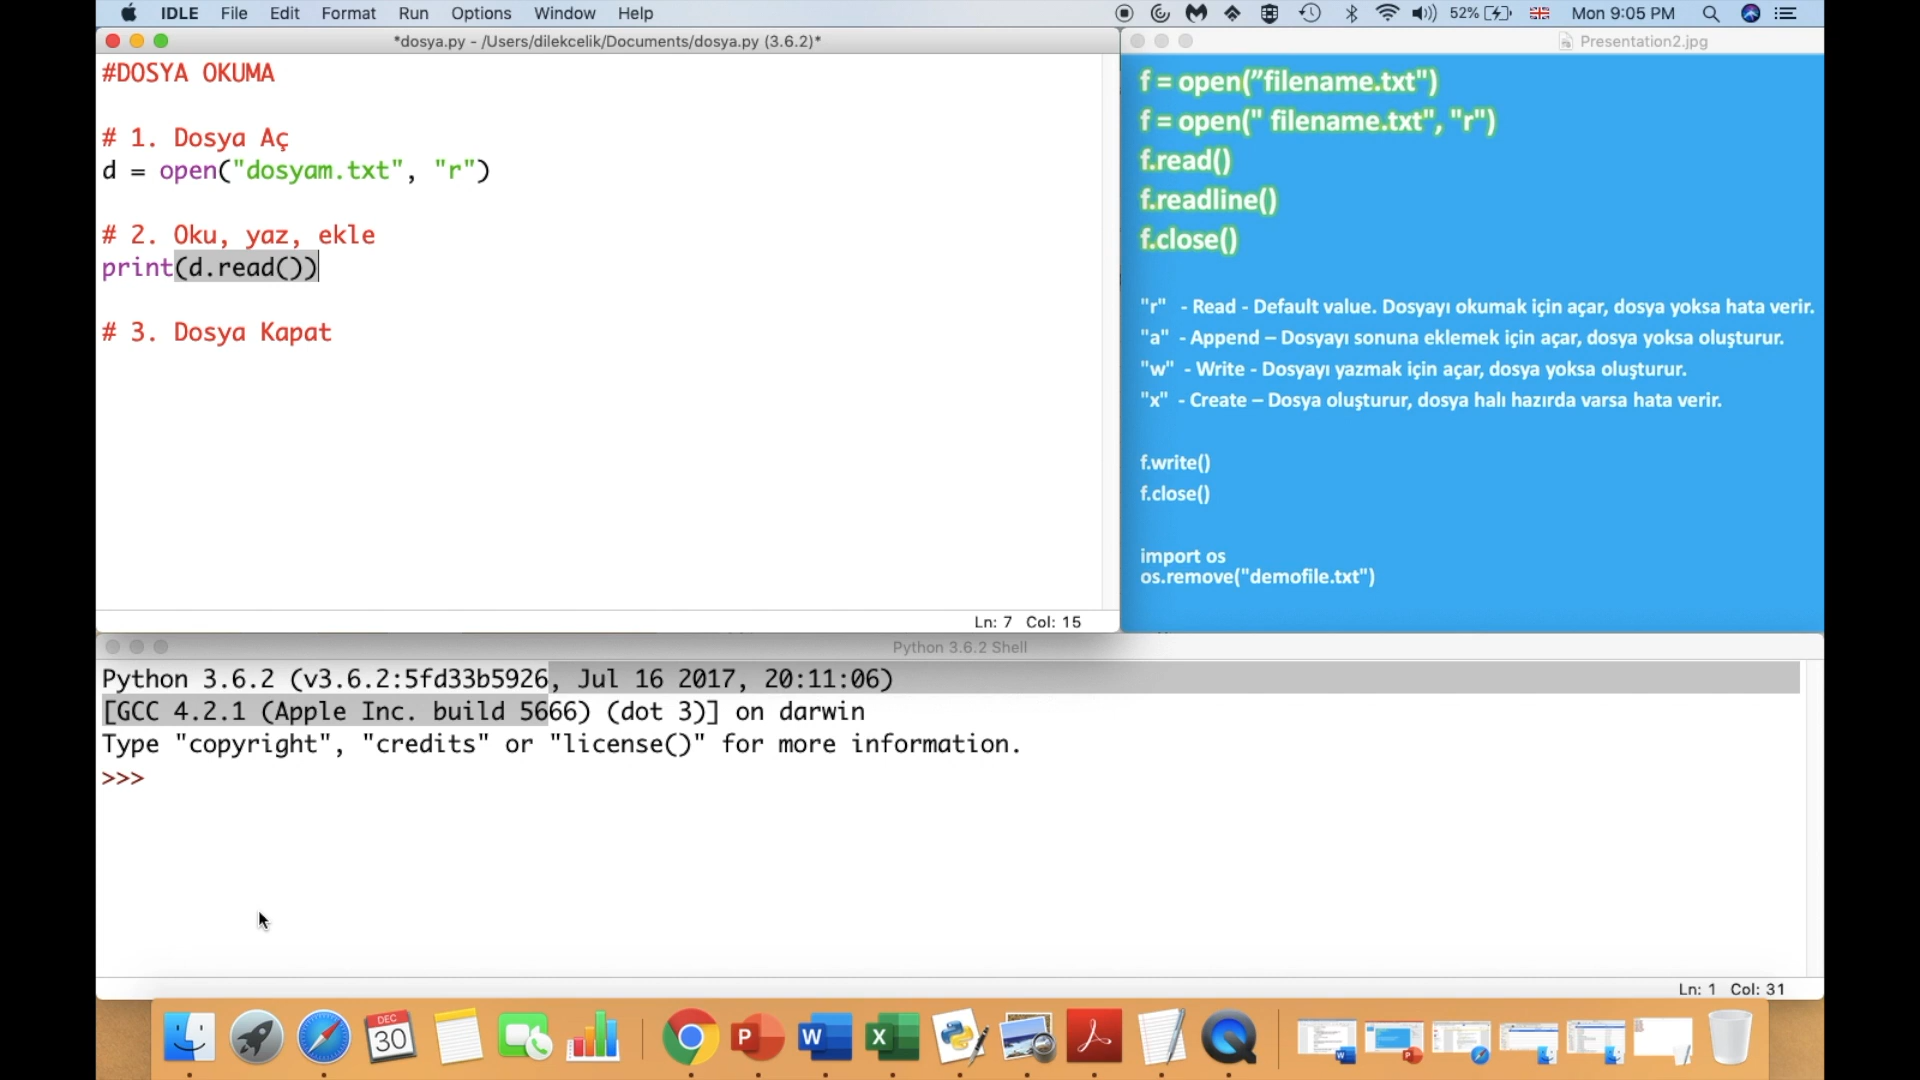 IDLE File Edit Format Run Options Window Help 52% Mon 9:05 PM
*dosya.py - /Users/dilekcelik/Documents/dosya.py (3.6.2)*
#DOSYA OKUMA
# 1. Dosya Aç
d = open("dosyam.txt", "r")
# 2. Oku, yaz, ekle
print(d.read())
# 3. Dosya Kapat
Ln: 7 Col: 15
Presentation2.jpg
f = open(”filename.txt")
f = open(" filename.txt", "r")
f.read()
f.readline()
f.close()
"r" - Read - Default value. Dosyayı okumak için açar, dosya yoksa hata verir.
"a" - Append – Dosyayı sonuna eklemek için açar, dosya yoksa oluşturur.
"w" - Write - Dosyayı yazmak için açar, dosya yoksa oluşturur.
"x" - Create – Dosya oluşturur, dosya halı hazırda varsa hata verir.
f.write()
f.close()
import os
os.remove("demofile.txt")
Python 3.6.2 Shell
Python 3.6.2 (v3.6.2:5fd33b5926, Jul 16 2017, 20:11:06)
[GCC 4.2.1 (Apple Inc. build 5666) (dot 3)] on darwin
Type "copyright", "credits" or "license()" for more information.
>>>
Ln: 1 Col: 31
DEC
30
P
W
X